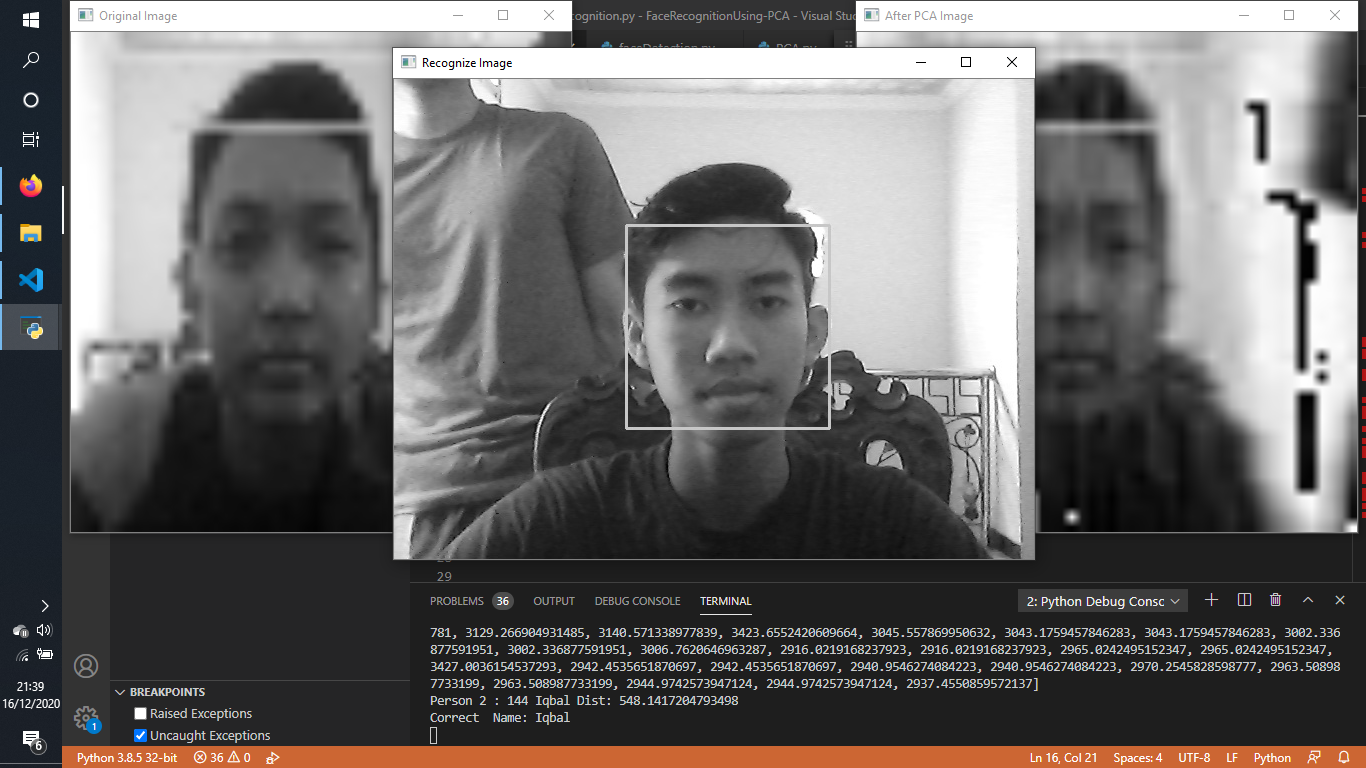 Original Image
ecognition.py - FaceRecognitionUsing-PCA - Visual Stud
After PCA Image
faceDetection.py
PCA.py
Recognize Image
29
PROBLEMS 36 OUTPUT DEBUG CONSOLE TERMINAL
2: Python Debug Consc
781, 3129.266904931485, 3140.571338977839, 3423.6552420609664, 3045.557869950632, 3043.1759457846283, 3043.1759457846283, 3002.336
877591951, 3002.336877591951, 3006.7620646963287, 2916.0219168237923, 2916.0219168237923, 2965.0242495152347, 2965.0242495152347,
3427.0036154537293, 2942.4535651870697, 2942.4535651870697, 2940.9546274084223, 2940.9546274084223, 2970.2545828598777, 2963.50898
7733199, 2963.508987733199, 2944.9742573947124, 2944.9742573947124, 2937.4550859572137]
Person 2 : 144 Iqbal Dist: 548.1417204793498
Correct  Name: Iqbal
BREAKPOINTS
Raised Exceptions
Uncaught Exceptions
1
21:39
16/12/2020
6
Python 3.8.5 32-bit
36 0
Ln 16, Col 21
Spaces: 4
UTF-8
LF
Python